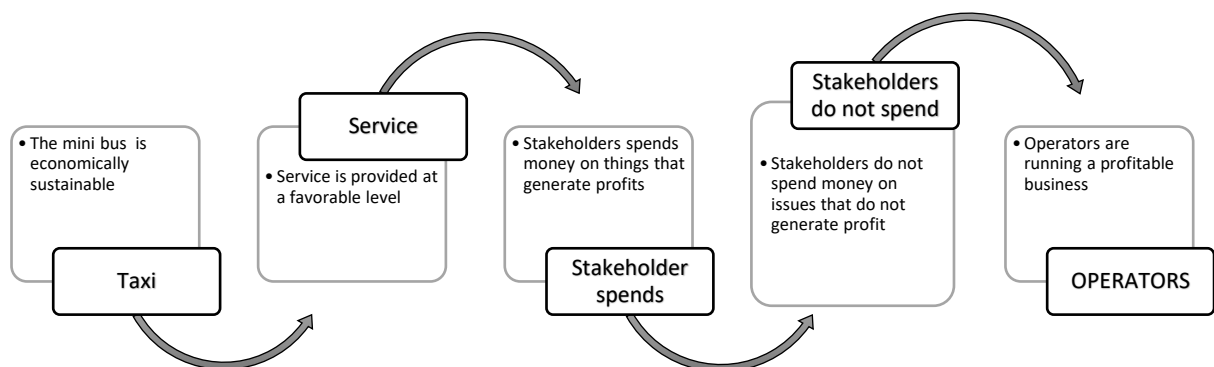 • The mini bus is
economically
sustainable
Taxi
Service
• Service is provided at
a favorable level
• Stakeholders spends
money on things that
generate profits
Stakeholder
spends
Stakeholders
do not spend
• Stakeholders do not
spend money on
issues that do not
generate profit
• Operators are
running a profitable
business
OPERATORS